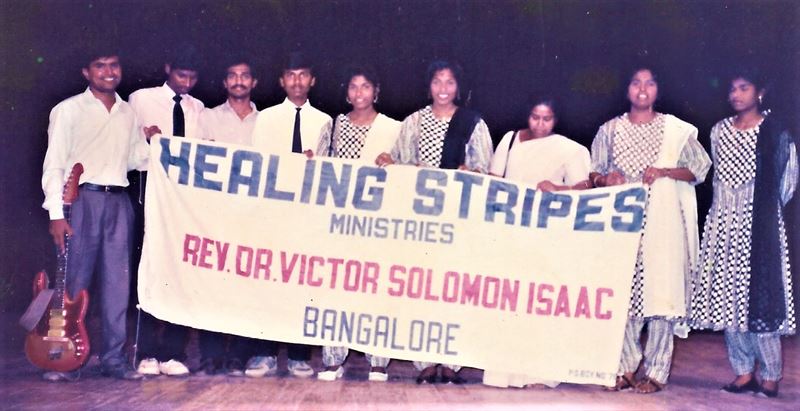 HEALING STRIPES
MINISTRIES
REV. DR. VICTOR SOLOMON ISAAC
BANGALORE